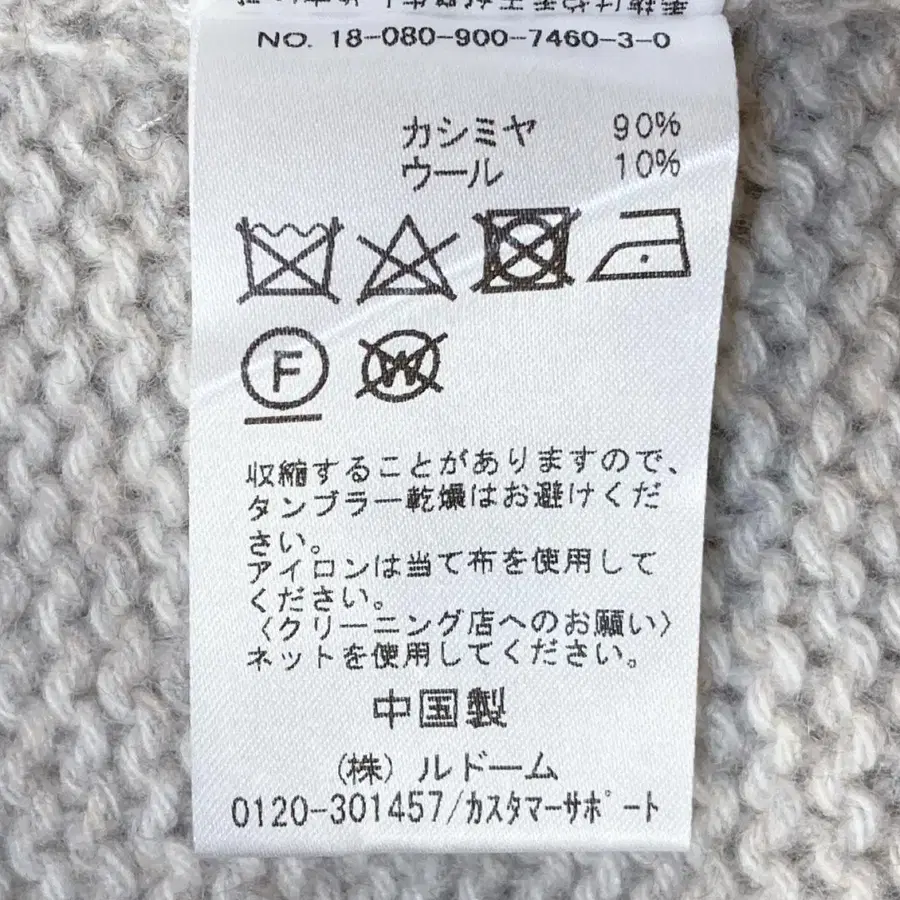 NO. 18-080-900-7460-3-0
カシミヤ 90%
ウール 10%
F
W
収縮することがありますので、
タンブラー乾燥はお避けくだ
さい。
アイロンは当て布を使用して
ください。
〈クリーニング店へのお願い〉
ネットを使用してください。
中国製
(株) ルドーム
0120-301457/カスタマーサポート